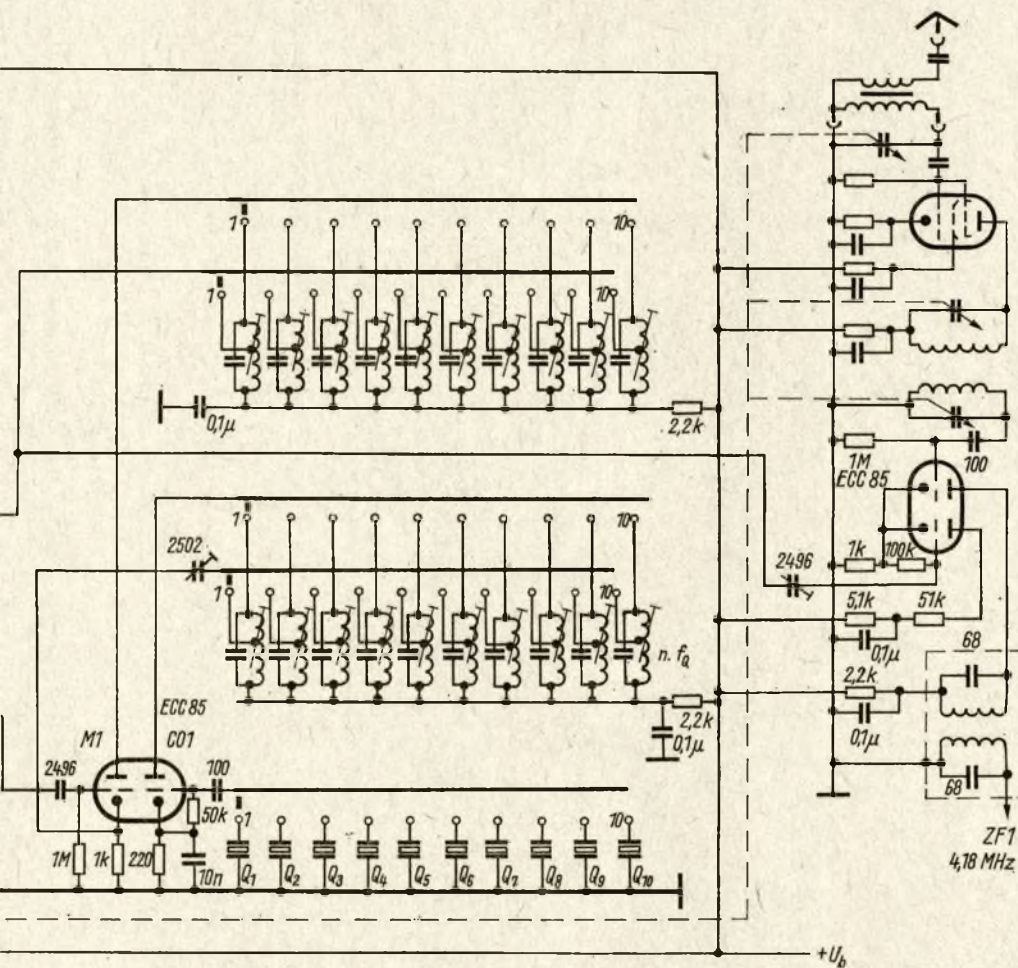 1 10
1 10
0,1µ 2,2k
1M 100
ECC 85
1 10
2502
1k 100k
2496
1 10
5,1k 51k
0,1µ
n. fQ
68
ECC 85
2,2k
2,2k
0,1µ
0,1µ
M1 CO1
2496 100
68
50k
1 10
ZF1
4,18 MHz
1M 1k 220 10n
Q1 Q2 Q3 Q4 Q5 Q6 Q7 Q8 Q9 Q10
+Ub